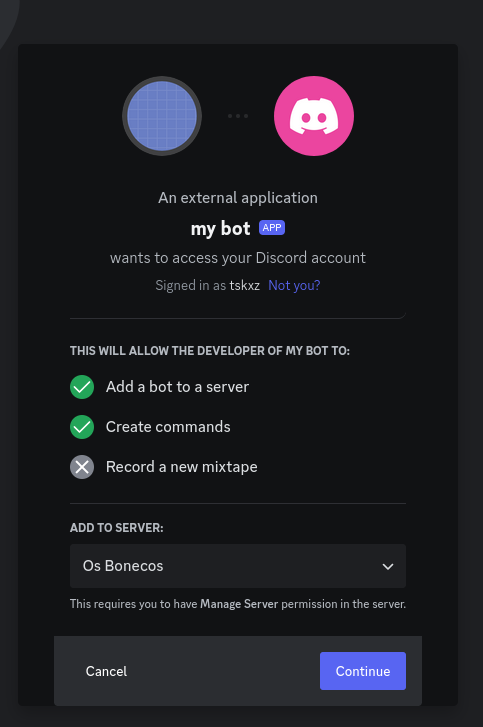 An external application
my bot APP
wants to access your Discord account
Signed in as tskxz Not you?
THIS WILL ALLOW THE DEVELOPER OF MY BOT TO:
Add a bot to a server
Create commands
Record a new mixtape
ADD TO SERVER:
Os Bonecos
This requires you to have Manage Server permission in the server.
Cancel Continue